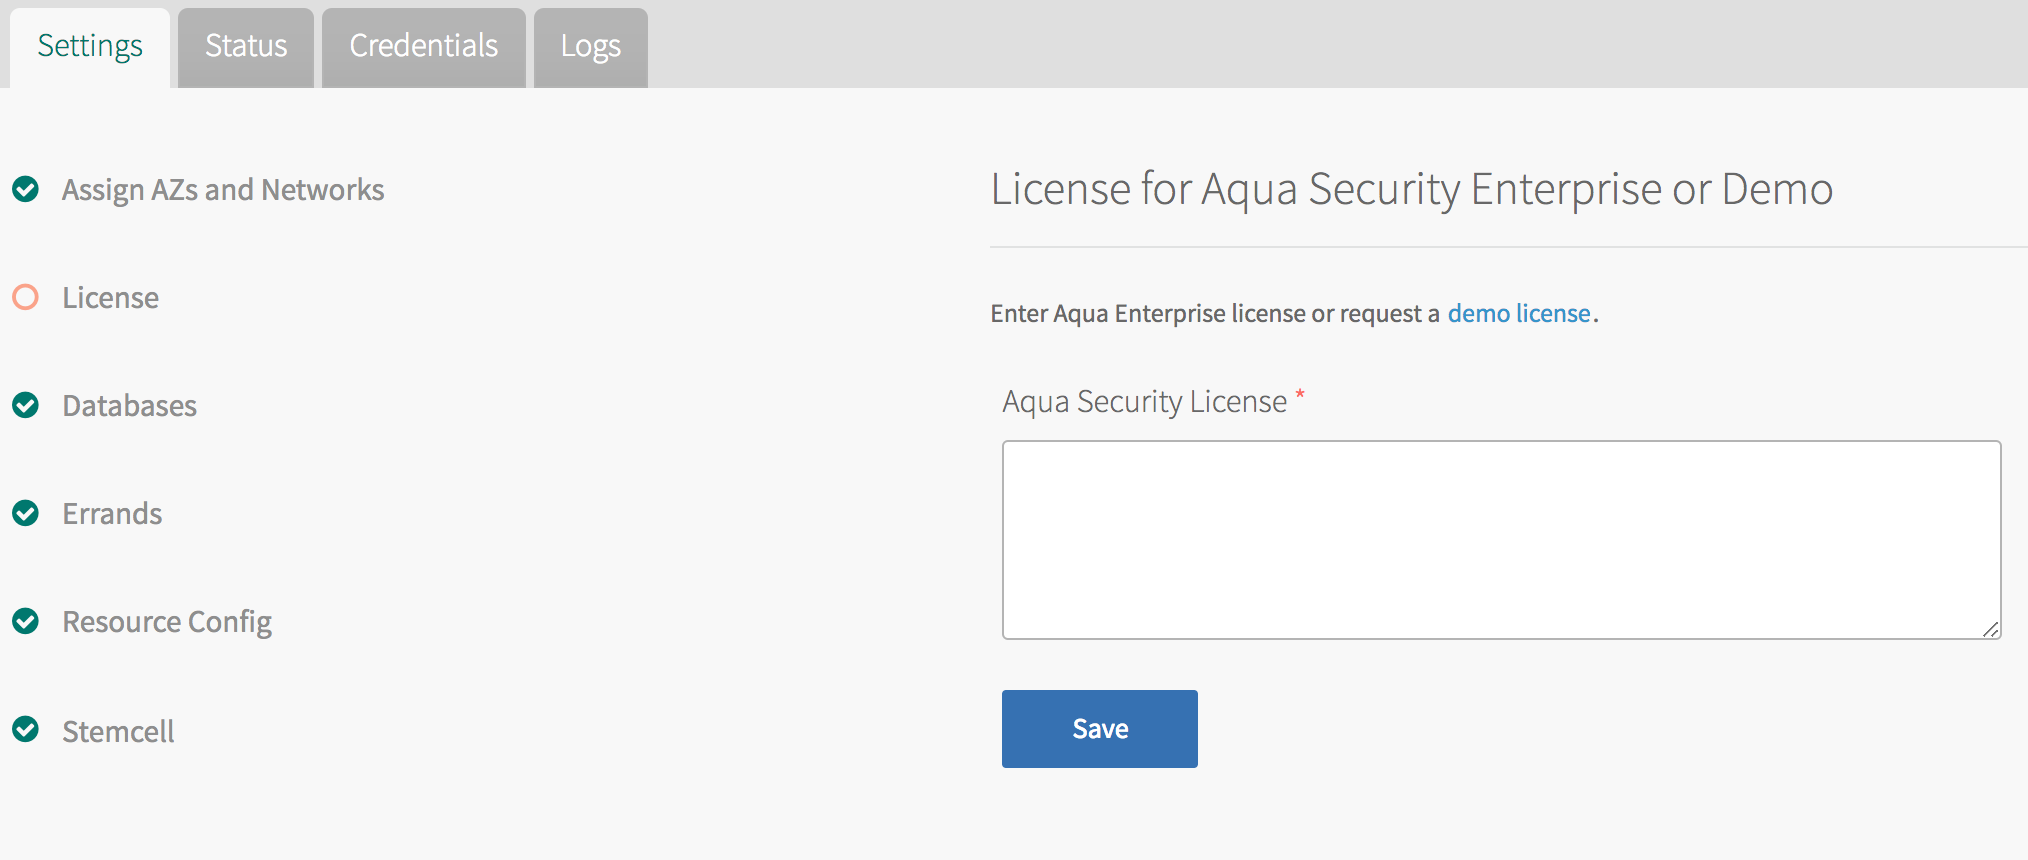 Settings
Status
Credentials
Logs
Assign AZs and Networks
License
Databases
Errands
Resource Config
Stemcell
License for Aqua Security Enterprise or Demo
Enter Aqua Enterprise license or request a demo license.
Aqua Security License *
Save